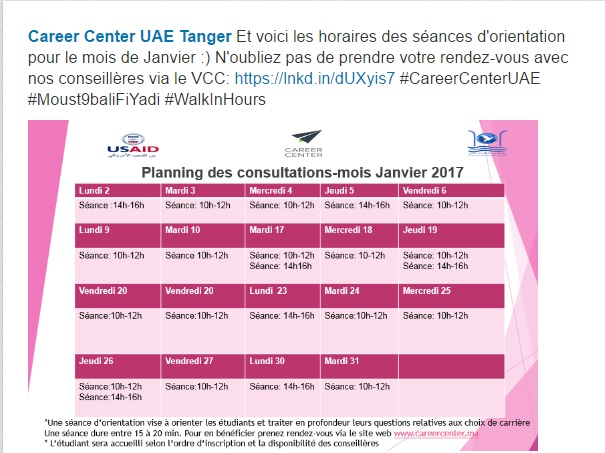 Career Center UAE Tanger Et voici les horaires des séances d'orientation
pour le mois de Janvier :) N'oubliez pas de prendre votre rendez-vous avec
nos conseillères via le VCC: https://lnkd.in/dUXyis7 #CareerCenterUAE
#Moust9baliFiYadi #WalkInHours
USAID
CAREER
CENTER
Planning des consultations-mois Janvier 2017
Lundi 2 Mardi 3 Mercredi 4 Jeudi 5 Vendredi 6
Séance :14h-16h Séance: 10h-12h Séance: 10h-12h Séance: 14h-16h Séance: 10h-12h
Lundi 9 Mardi 10 Mardi 17 Mercredi 18 Jeudi 19
Séance: 10h-12h Séance 10h-12h Séance: 10h-12h Séance: 10-12h Séance: 10h-12h
Séance: 14h16h Séance: 14h-16h
Vendredi 20 Vendredi 20 Lundi 23 Mardi 24 Mercredi 25
Séance:10h-12h Séance:10h-12h Séance: 14h-16h Séance:10h-12h Séance: 10h-12h
Jeudi 26 Vendredi 27 Lundi 30 Mardi 31
Séance:10h-12h Séance:10h-12h Séance: 14h-16h Séance: 10h-12h
Séance:14h-16h
*Une séance d'orientation vise à orienter les étudiants et traiter en profondeur leurs questions relatives aux choix de carrière
Une séance dure entre 15 à 20 min. Pour en bénéficier prenez rendez-vous via le site web www.careercenter.ma
* L'étudiant sera accueilli selon l'ordre d'inscription et la disponibilité des conseillères